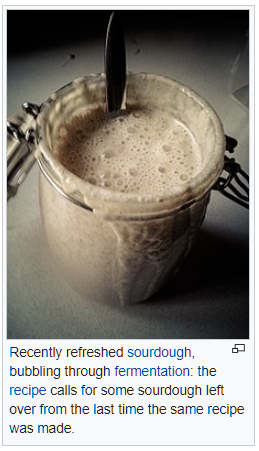 Recently refreshed sourdough,
bubbling through fermentation: the
recipe calls for some sourdough left
over from the last time the same recipe
was made.